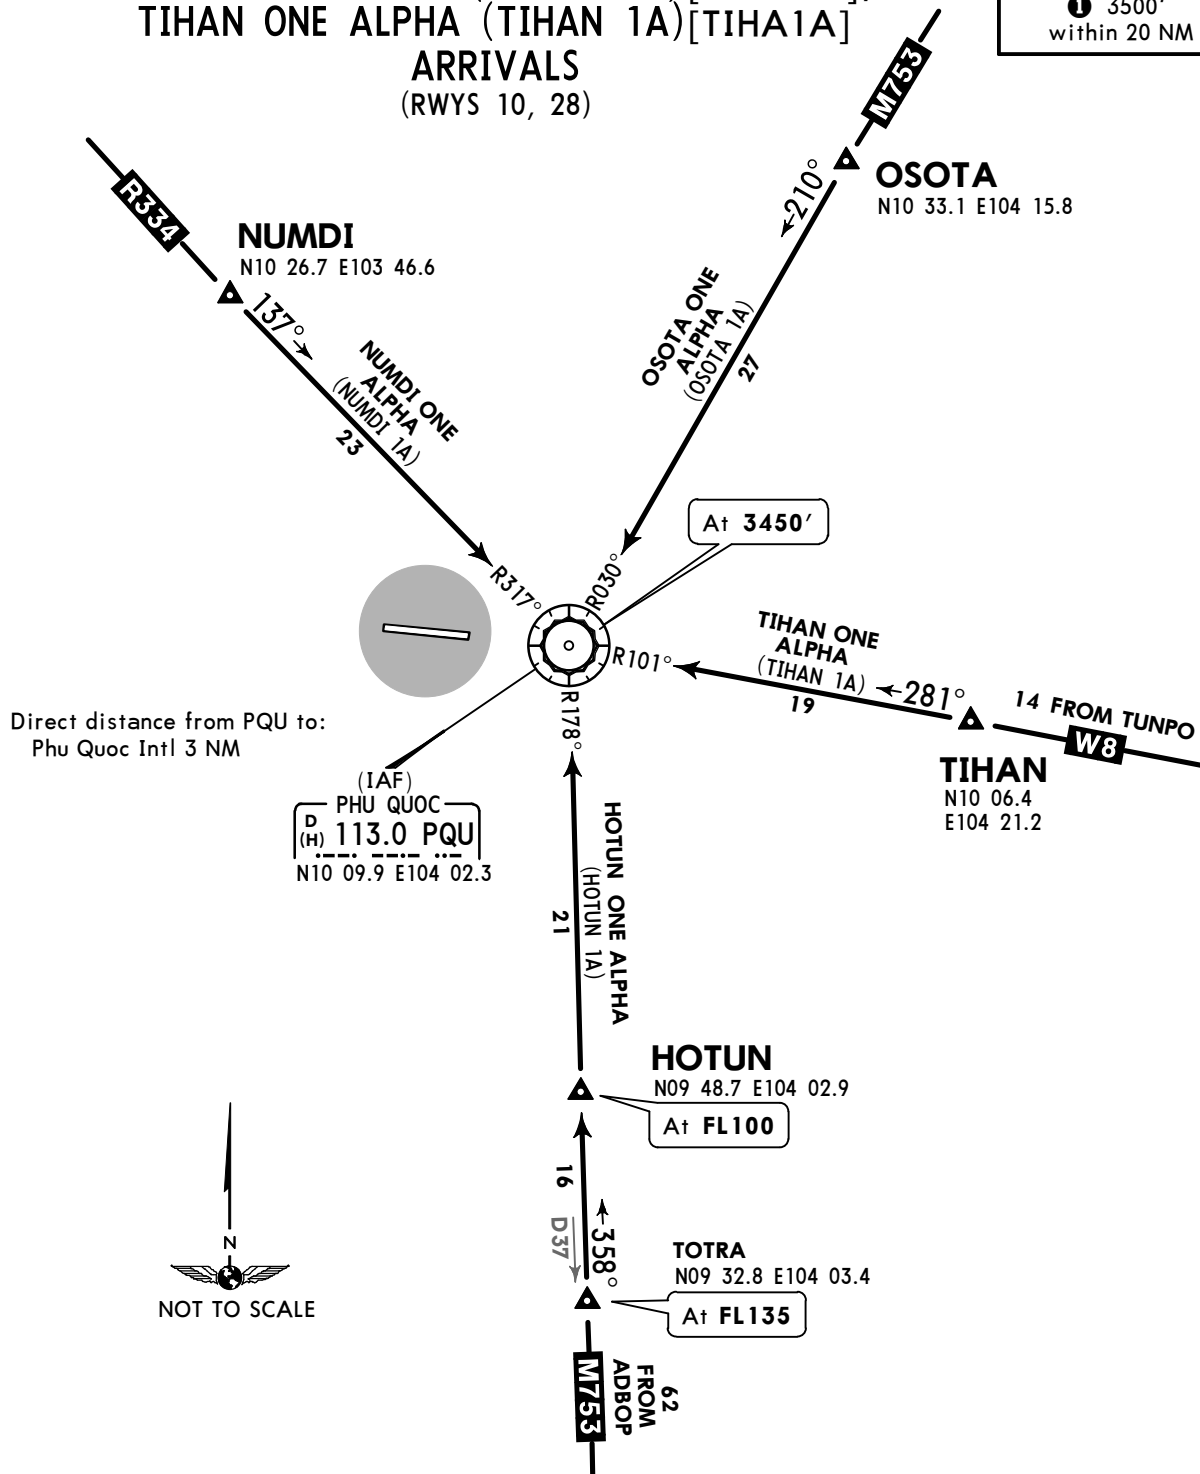 TIHAN ONE ALPHA (TIHAN 1A)[TIHA1A]
ARRIVALS
(RWYS 10, 28)
1 3500'
within 20 NM
M753
OSOTA
N10 33.1 E104 15.8
210°
R334
NUMDI
N10 26.7 E103 46.6
137°
NUMDI ONE
ALPHA
(NUMDI 1A)
23
OSOTA ONE
ALPHA
(OSOTA 1A)
27
At 3450'
R317°
R030°
R101°
R178°
TIHAN ONE
ALPHA
(TIHAN 1A)
281°
19
14 FROM TUNPO
W8
TIHAN
N10 06.4
E104 21.2
Direct distance from PQU to:
Phu Quoc Intl 3 NM
(IAF)
PHU QUOC
D
(H) 113.0 PQU
N10 09.9 E104 02.3
HOTUN ONE ALPHA
(HOTUN 1A)
21
HOTUN
N09 48.7 E104 02.9
At FL100
16
D37
358°
TOTRA
N09 32.8 E104 03.4
At FL135
N
NOT TO SCALE
M753
62
FROM
ADBOP